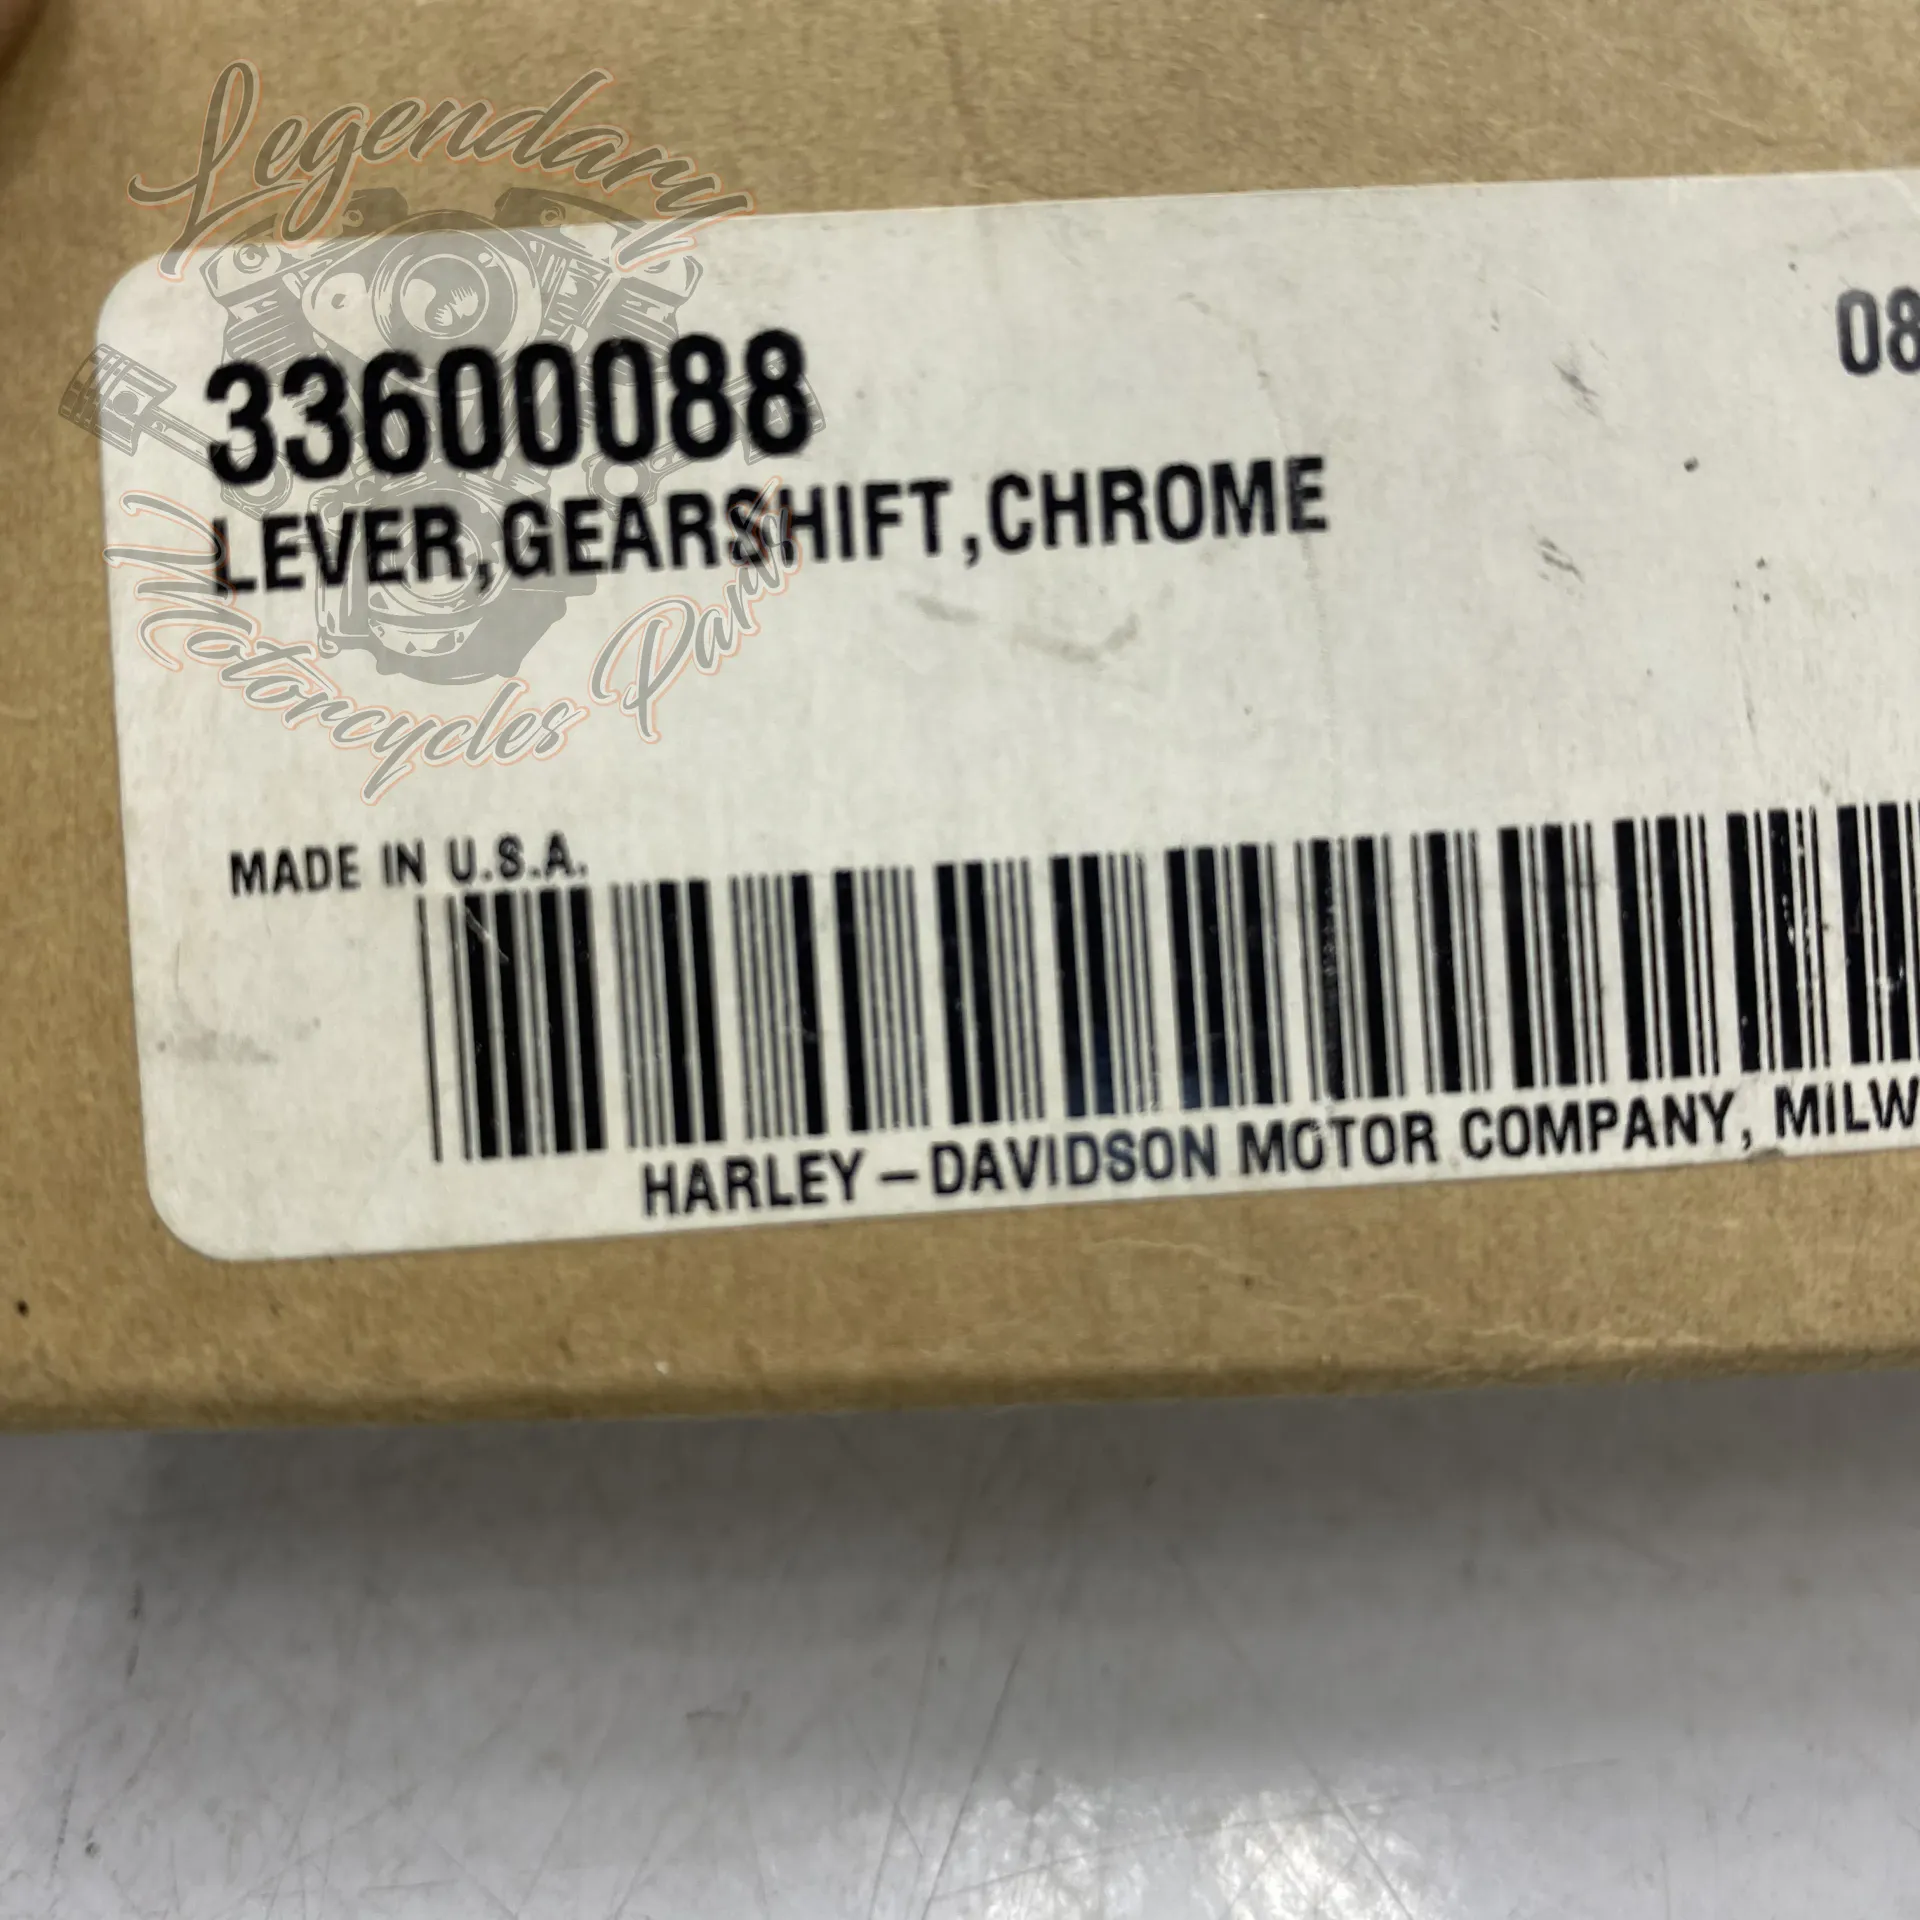 Legendary
33600088
08
LEVER,GEARSHIFT,CHROME
Motorcycles Parts
MADE IN U.S.A.
HARLEY-DAVIDSON MOTOR COMPANY, MILW